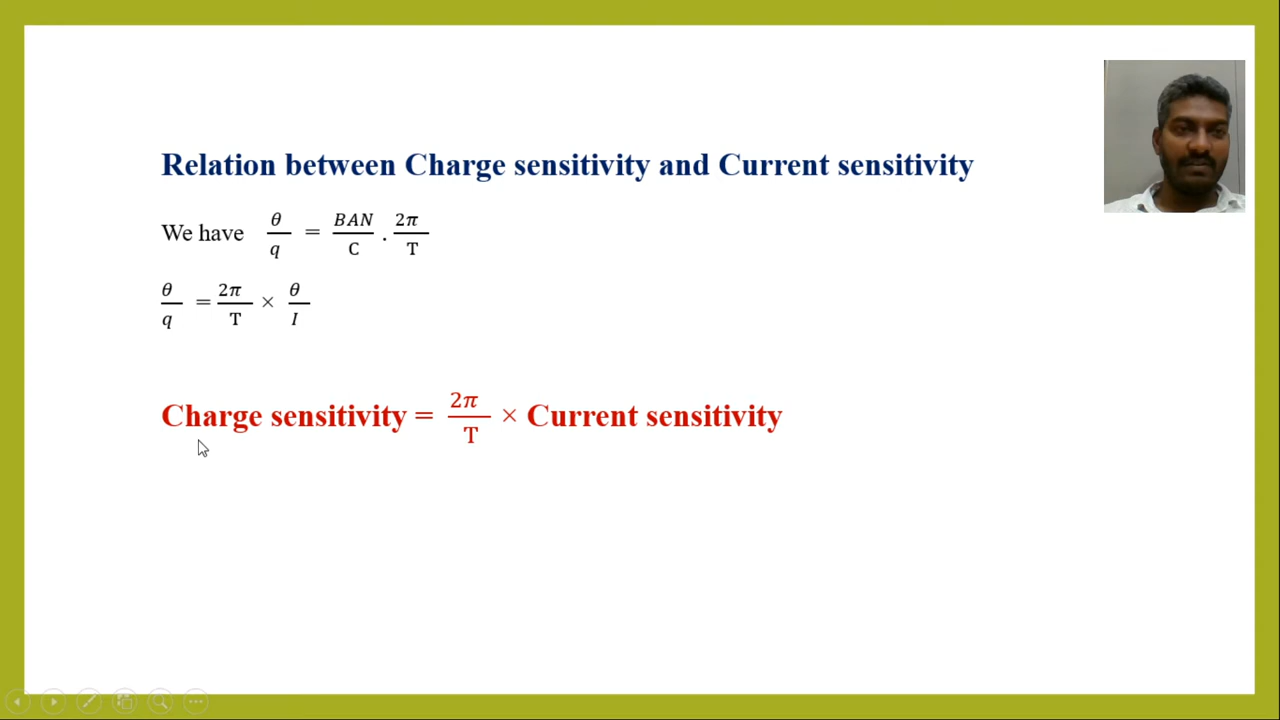 Relation between Charge sensitivity and Current sensitivity
We have θ/q = BAN/C . 2π/T
θ/q = 2π/T × θ/I
Charge sensitivity = 2π/T × Current sensitivity